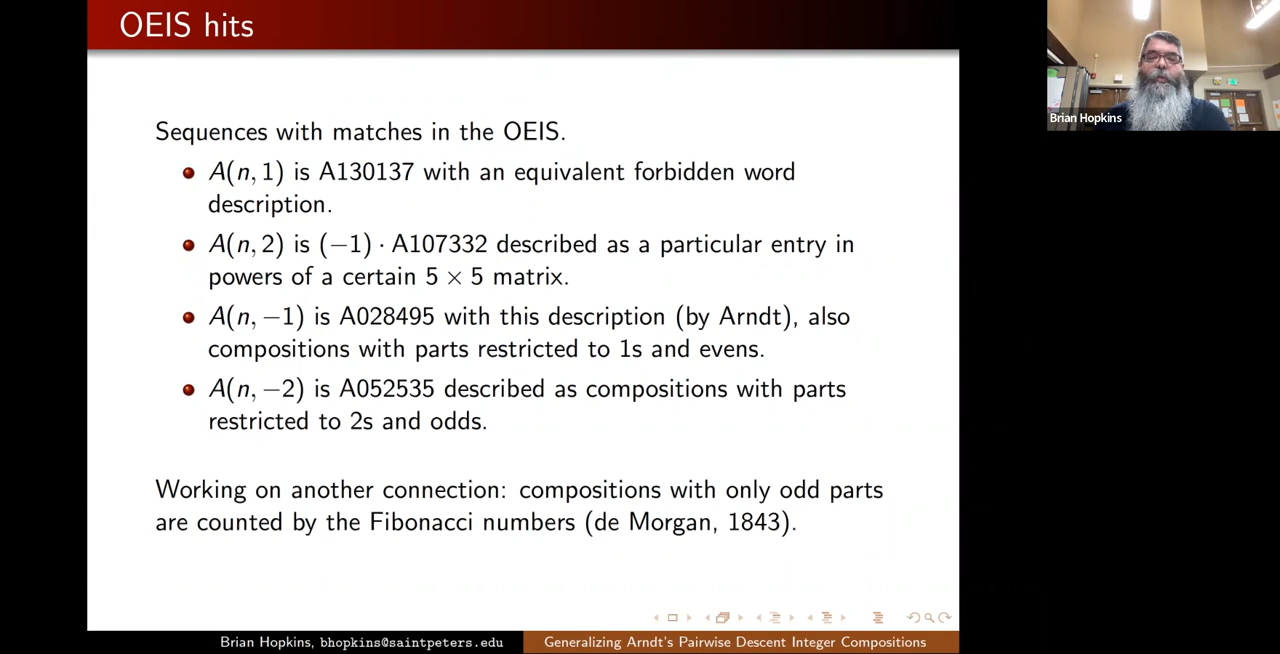 OEIS hits
Brian Hopkins
Sequences with matches in the OEIS.
A(n, 1) is A130137 with an equivalent forbidden word
description.
A(n, 2) is (−1) · A107332 described as a particular entry in
powers of a certain 5 × 5 matrix.
A(n, −1) is A028495 with this description (by Arndt), also
compositions with parts restricted to 1s and evens.
A(n, −2) is A052535 described as compositions with parts
restricted to 2s and odds.
Working on another connection: compositions with only odd parts
are counted by the Fibonacci numbers (de Morgan, 1843).
Brian Hopkins, bhopkins@saintpeters.edu
Generalizing Arndt's Pairwise Descent Integer Compositions